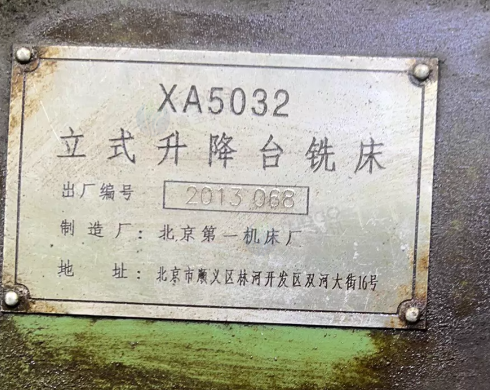 XA5032
立式升降台铣床
出厂编号 2013 068
制造厂：北京第一机床厂
地 址：北京市顺义区林河开发区双河大街16号